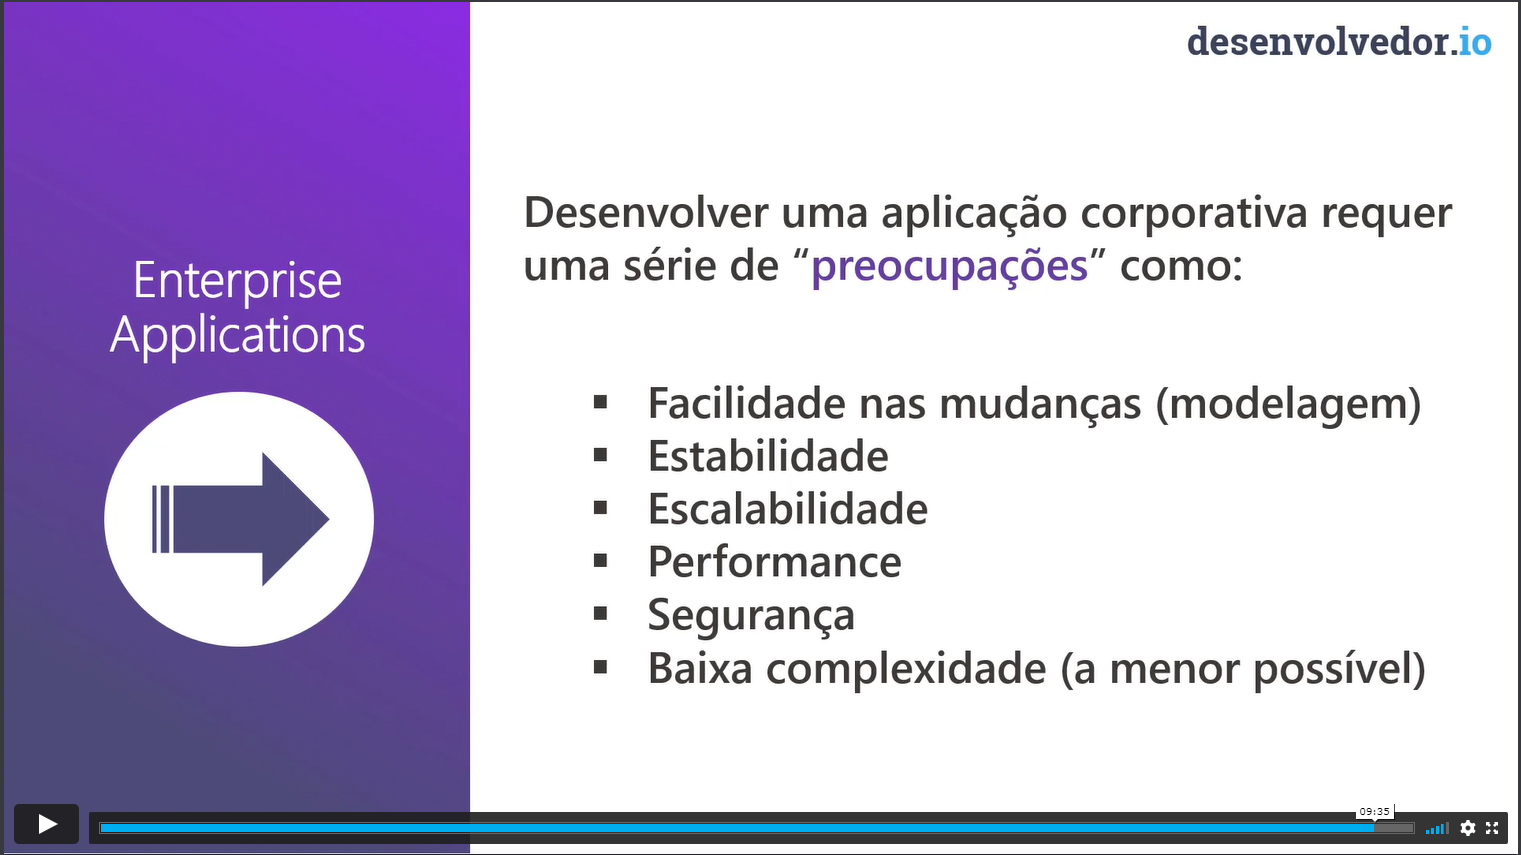 desenvolvedor.io
Enterprise
Applications
Desenvolver uma aplicação corporativa requer
uma série de “preocupações” como:
▪ Facilidade nas mudanças (modelagem)
▪ Estabilidade
▪ Escalabilidade
▪ Performance
▪ Segurança
▪ Baixa complexidade (a menor possível)
09:35